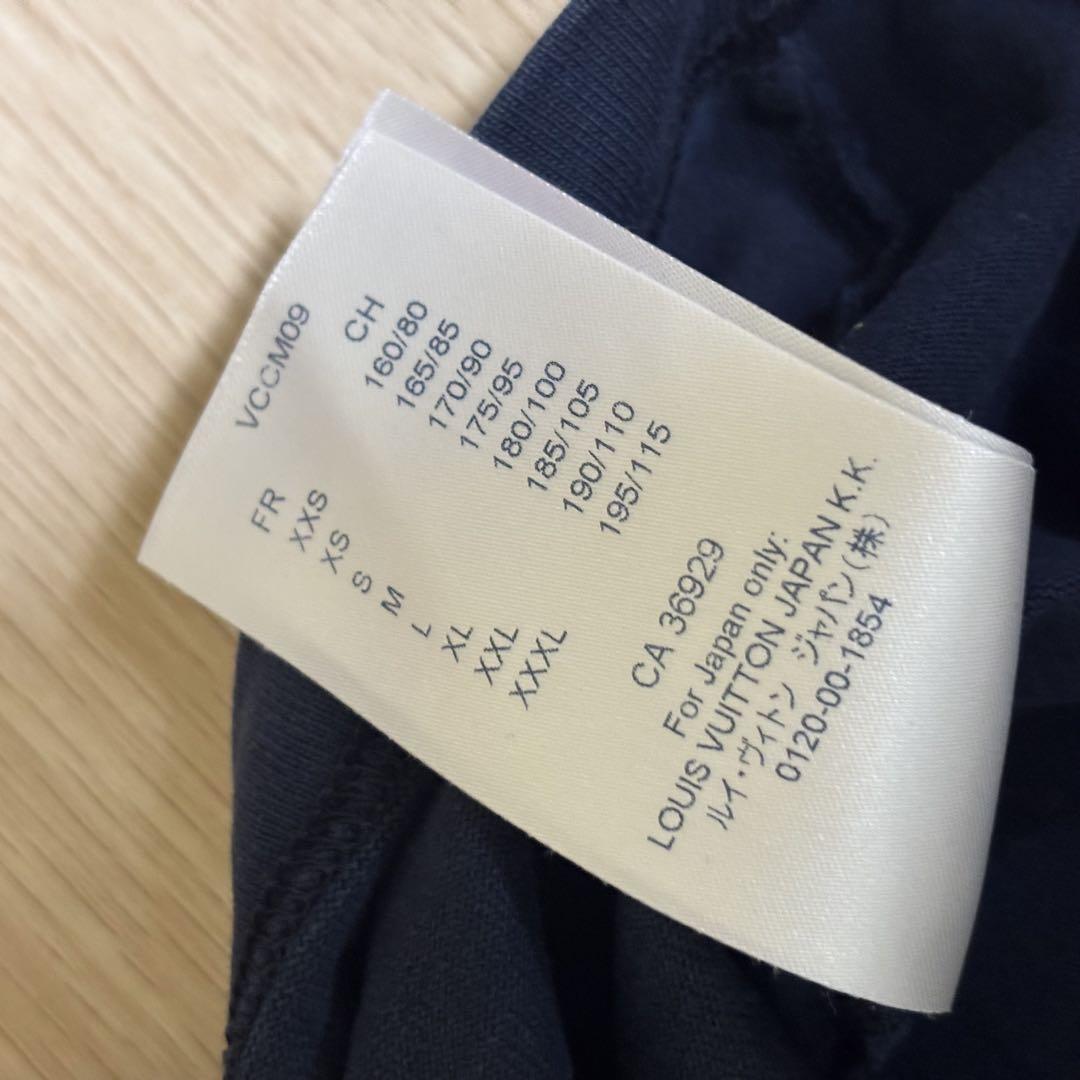 VCCM09
FR CH
XXS 160/80
XS 165/85
S 170/90
M 175/95
L 180/100
XL 185/105
XXL 190/110
XXXL 195/115
CA 36929
For Japan only:
LOUIS VUITTON JAPAN K.K.
ルイ・ヴィトン ジャパン(株)
0120-00-1854